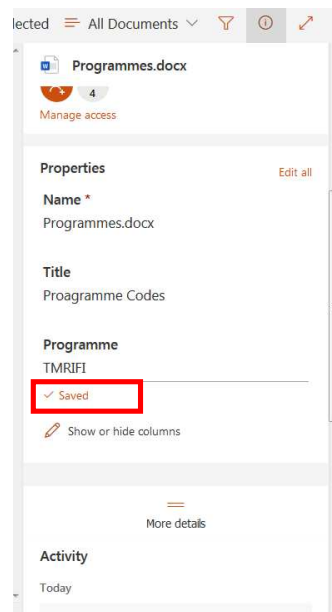 lected All Documents
Programmes.docx
4
Manage access
Properties Edit all
Name *
Programmes.docx
Title
Proagramme Codes
Programme
TMRIFI
Saved
Show or hide columns
More details
Activity
Today